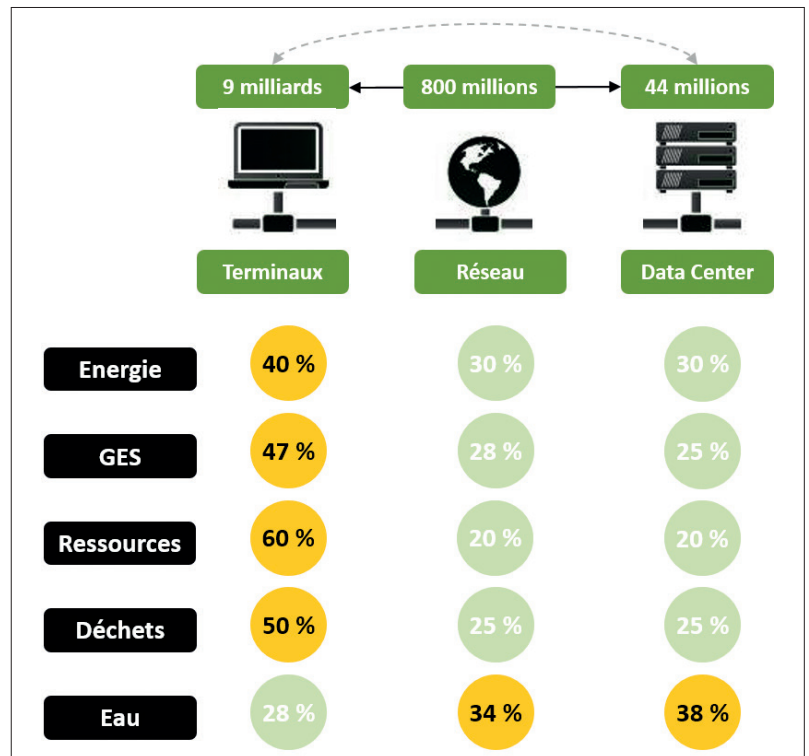 9 milliards 800 millions 44 millions
Terminaux Réseau Data Center
Energie 40 % 30 % 30 %
GES 47 % 28 % 25 %
Ressources 60 % 20 % 20 %
Déchets 50 % 25 % 25 %
Eau 28 % 34 % 38 %